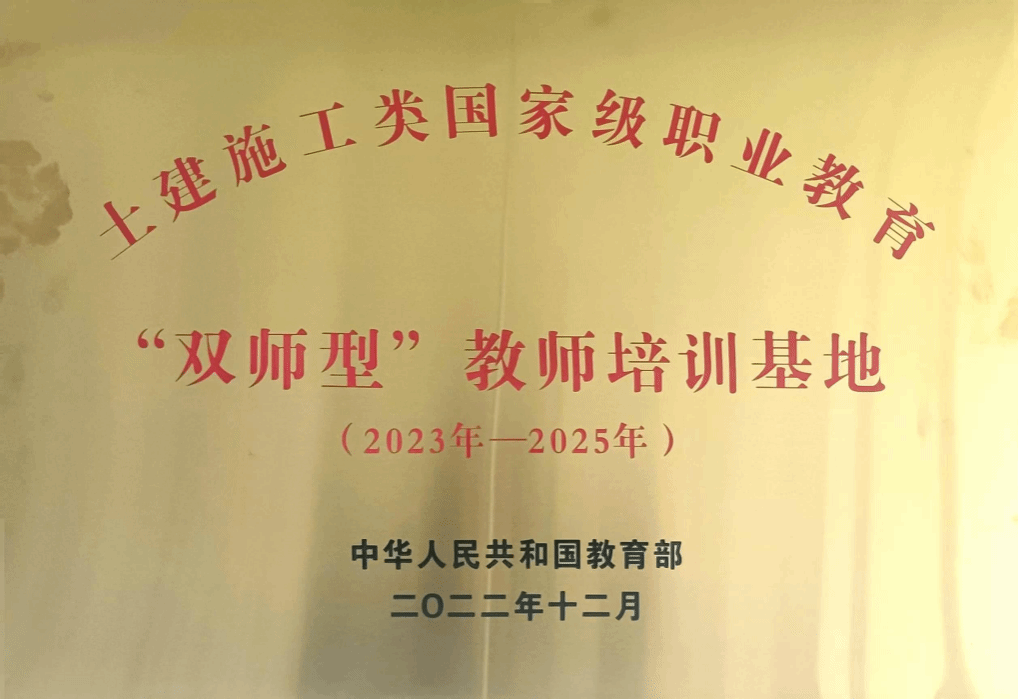 土建施工类国家级职业教育
“双师型”教师培训基地
（2023年—2025年）
中华人民共和国教育部
二〇二二年十二月